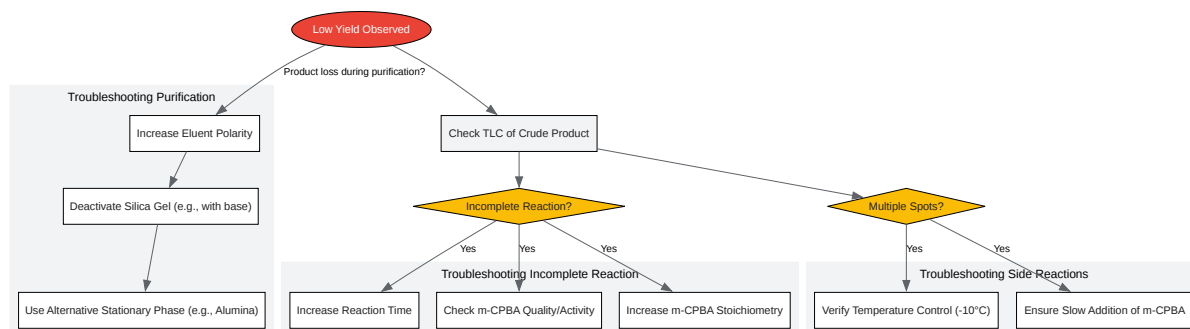 Low Yield Observed
Product loss during purification?
Troubleshooting Purification
Increase Eluent Polarity
Check TLC of Crude Product
Deactivate Silica Gel (e.g., with base)
Incomplete Reaction?
Multiple Spots?
Yes
Yes
Yes
Yes
Yes
Troubleshooting Incomplete Reaction
Troubleshooting Side Reactions
Use Alternative Stationary Phase (e.g., Alumina)
Increase Reaction Time
Check m-CPBA Quality/Activity
Increase m-CPBA Stoichiometry
Verify Temperature Control (-10°C)
Ensure Slow Addition of m-CPBA